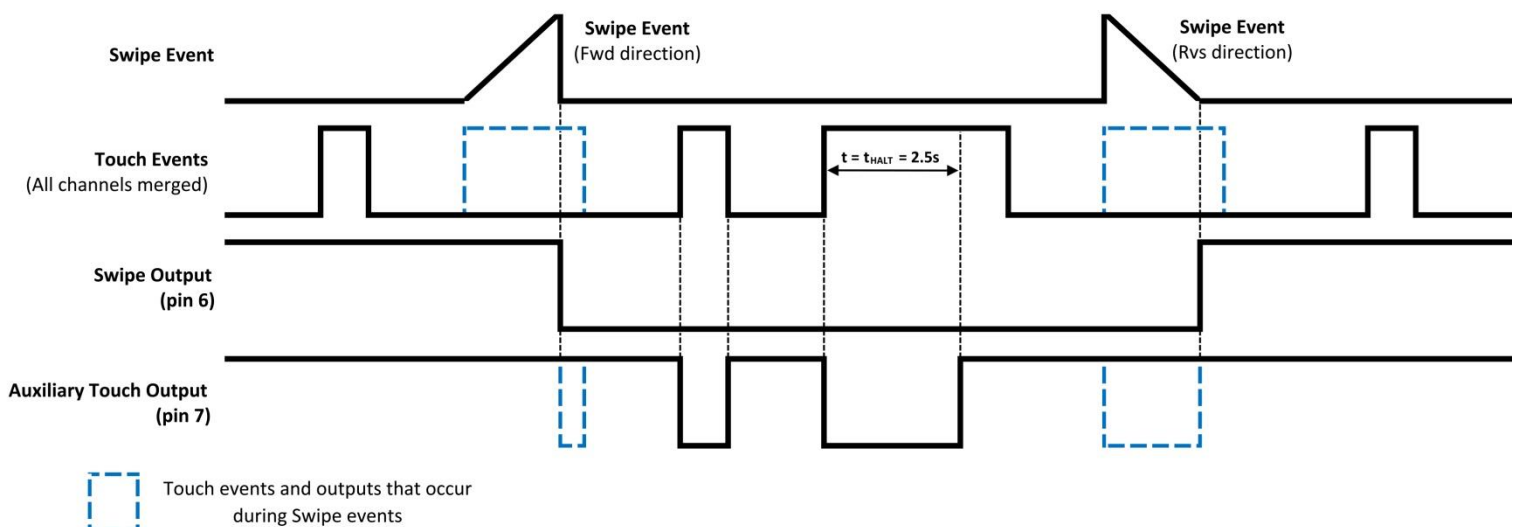 Swipe Event
Swipe Event
(Fwd direction)
Swipe Event
(Rvs direction)
Touch Events
(All channels merged)
t = tHALT = 2.5s
Swipe Output
(pin 6)
Auxiliary Touch Output
(pin 7)
Touch events and outputs that occur
during Swipe events